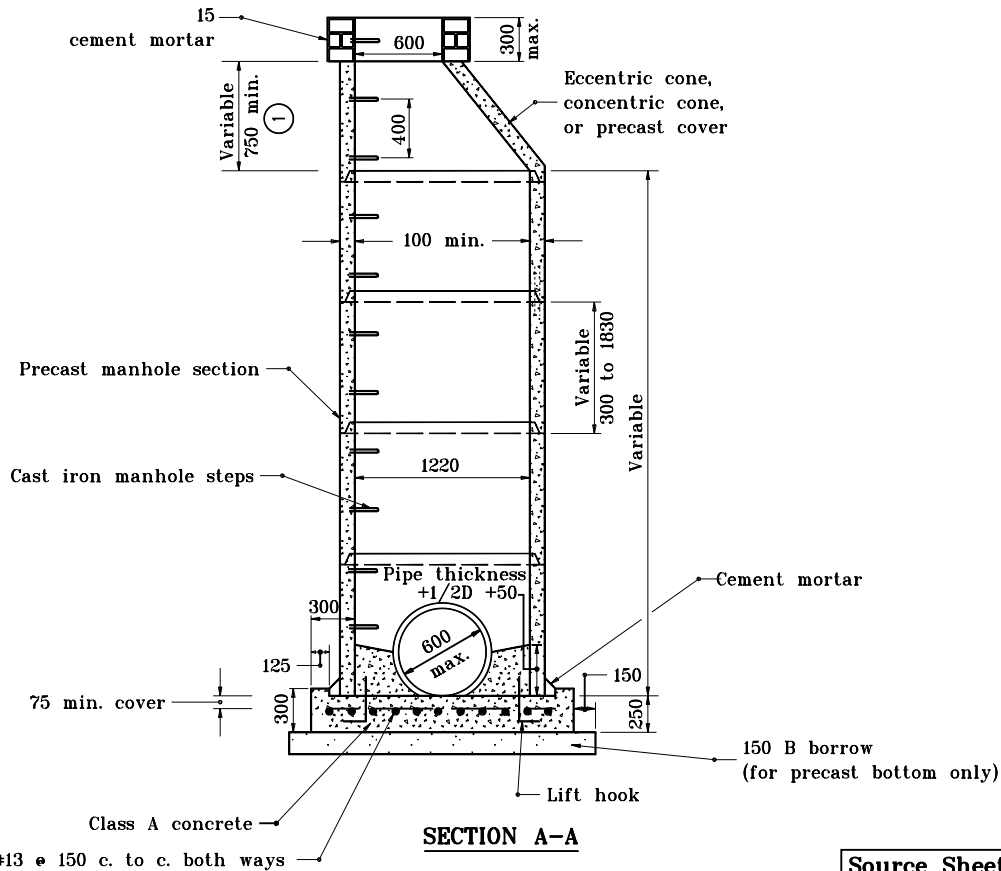 15
cement mortar
600
300
max.
Variable
750 min.
1
400
Eccentric cone,
concentric cone,
or precast cover
100 min.
Variable
300 to 1830
Variable
Precast manhole section
1220
Cast iron manhole steps
Pipe thickness
+1/2D +50
Cement mortar
300
600
max.
125
150
75 min. cover
300
250
150 B borrow
(for precast bottom only)
Lift hook
Class A concrete
SECTION A-A
#13 @ 150 c. to c. both ways
Source Sheet